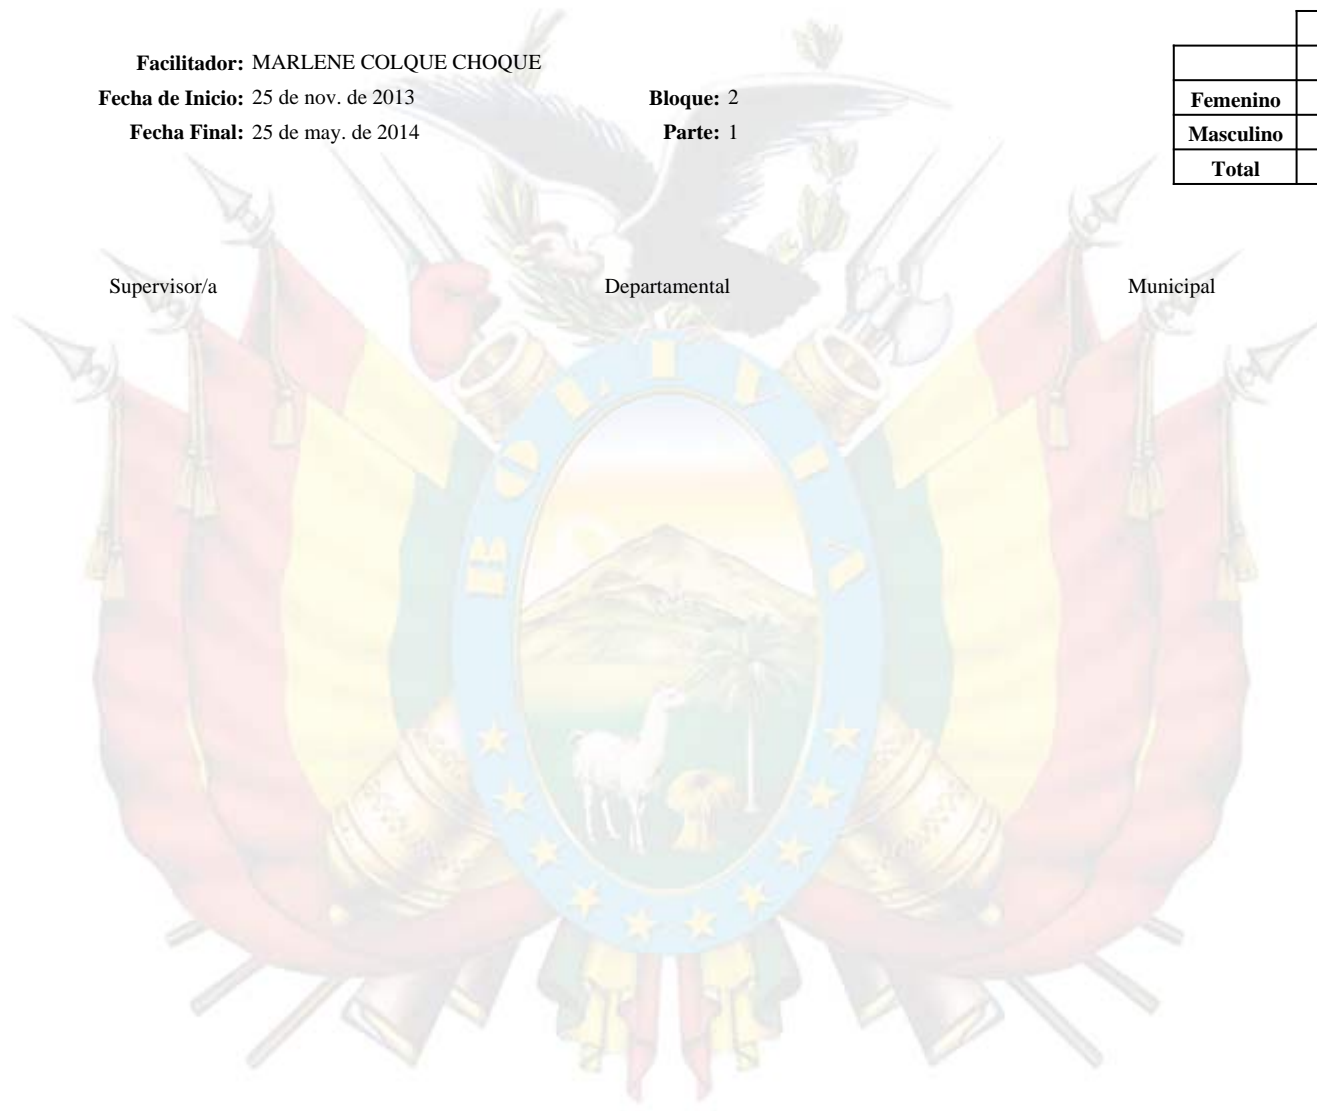 Facilitador: MARLENE COLQUE CHOQUE
Fecha de Inicio: 25 de nov. de 2013 Bloque: 2
Fecha Final: 25 de may. de 2014 Parte: 1
Femenino
Masculino
Total
Supervisor/a Departamental Municipal
BOLIVIA